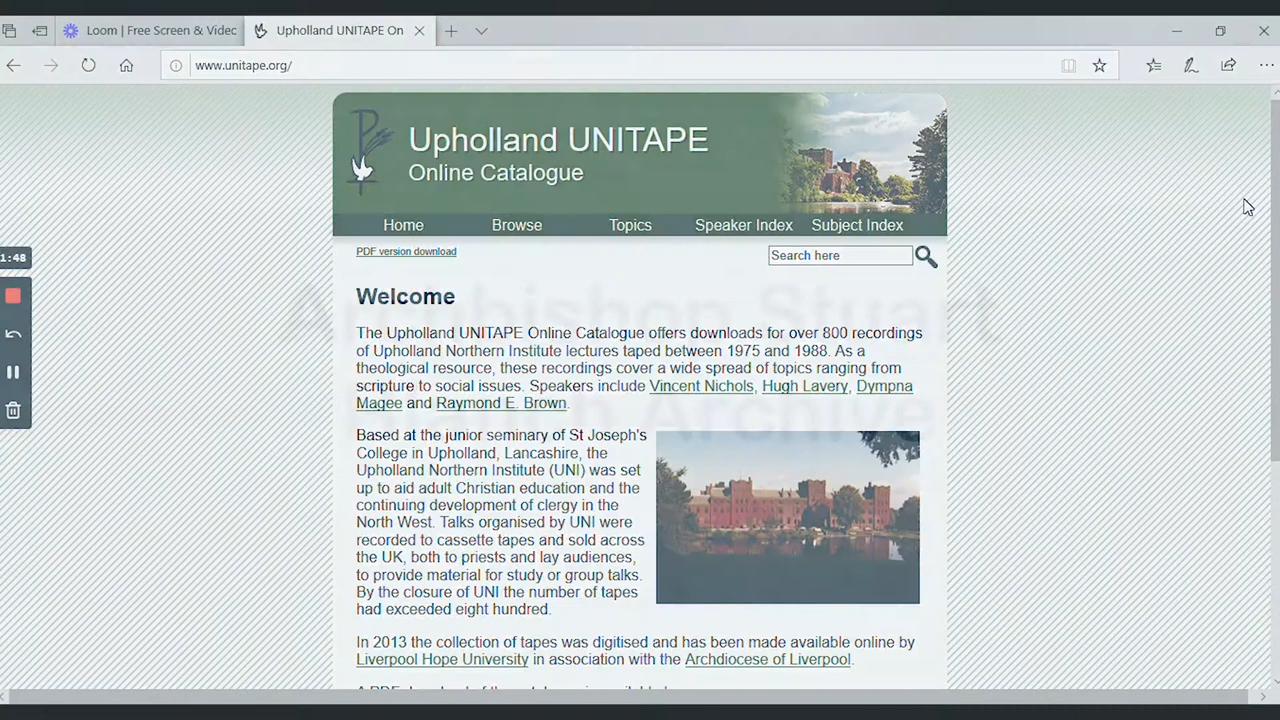 Loom | Free Screen & Videc
Upholland UNITAPE On
www.unitape.org/
Upholland UNITAPE
Online Catalogue
Home Browse Topics Speaker Index Subject Index
PDF version download
Search here
1:48
Welcome
The Upholland UNITAPE Online Catalogue offers downloads for over 800 recordings
of Upholland Northern Institute lectures taped between 1975 and 1988. As a
theological resource, these recordings cover a wide spread of topics ranging from
scripture to social issues. Speakers include Vincent Nichols, Hugh Lavery, Dympna
Magee and Raymond E. Brown.
Archbishop Stuart
Archive
Based at the junior seminary of St Joseph's
College in Upholland, Lancashire, the
Upholland Northern Institute (UNI) was set
up to aid adult Christian education and the
continuing development of clergy in the
North West. Talks organised by UNI were
recorded to cassette tapes and sold across
the UK, both to priests and lay audiences,
to provide material for study or group talks.
By the closure of UNI the number of tapes
had exceeded eight hundred.
In 2013 the collection of tapes was digitised and has been made available online by
Liverpool Hope University in association with the Archdiocese of Liverpool.